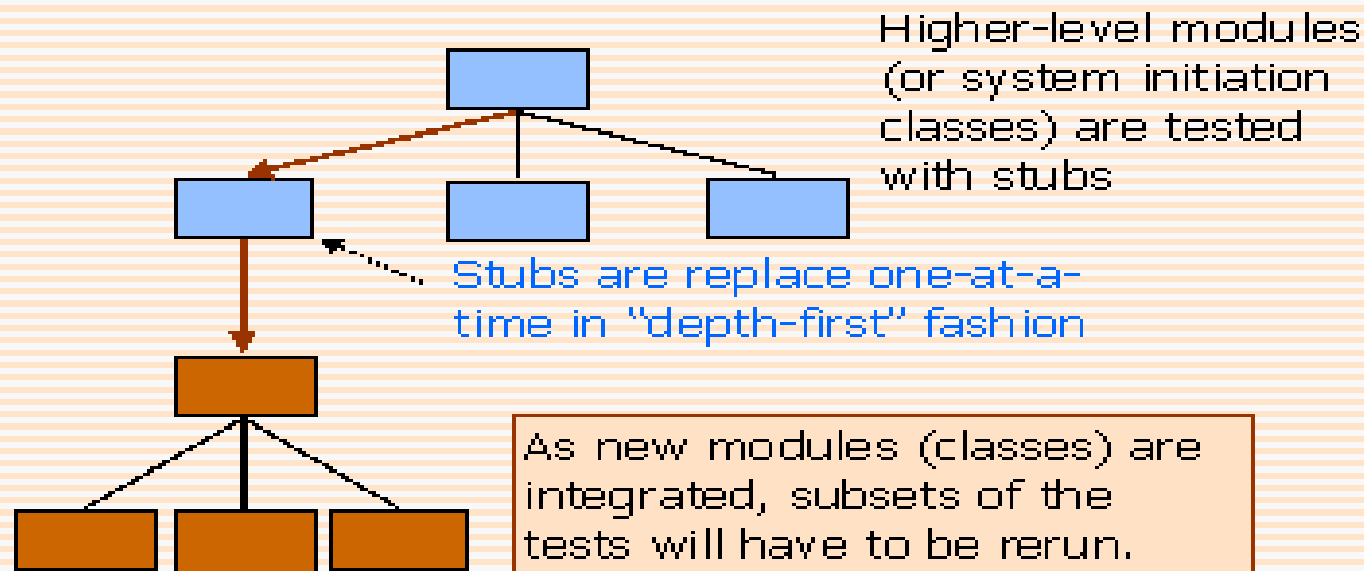 Higher-level modules
(or system initiation
classes) are tested
with stubs
Stubs are replace one-at-a-
time in "depth-first" fashion
As new modules (classes) are
integrated, subsets of the
tests will have to be rerun.